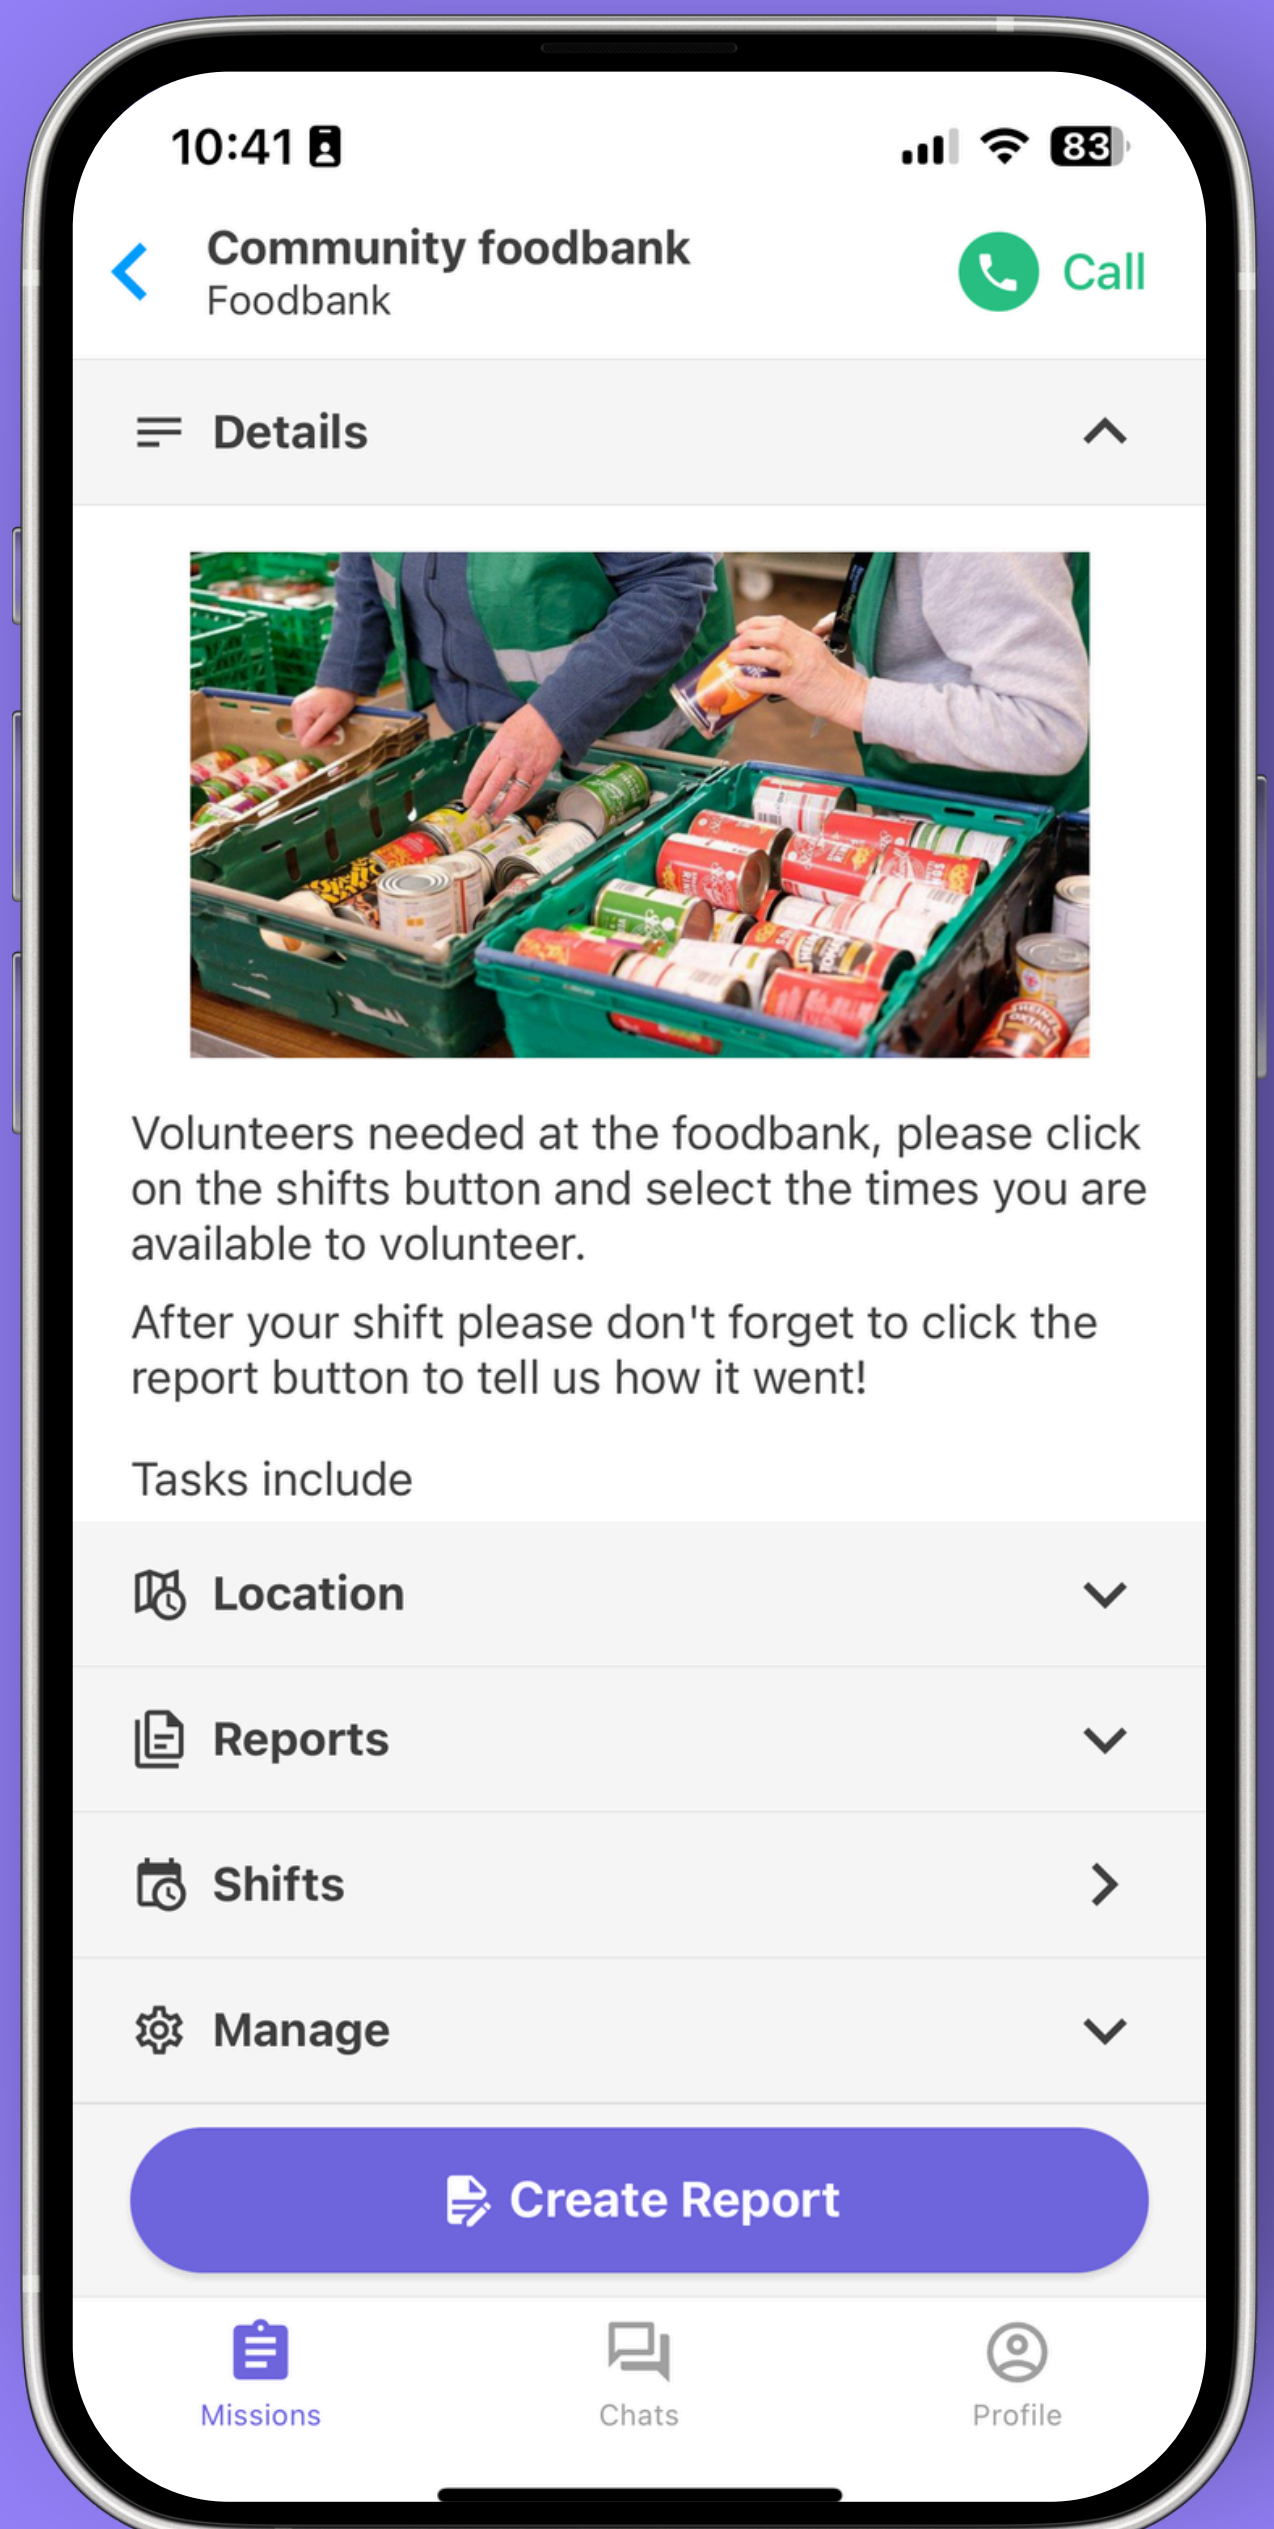 10:41
83
Community foodbank
Foodbank
Call
Details
HEINZ
OXTAIL
Volunteers needed at the foodbank, please click
on the shifts button and select the times you are
available to volunteer.
After your shift please don't forget to click the
report button to tell us how it went!
Tasks include
Location
Reports
Shifts
Manage
Create Report
Missions
Chats
Profile